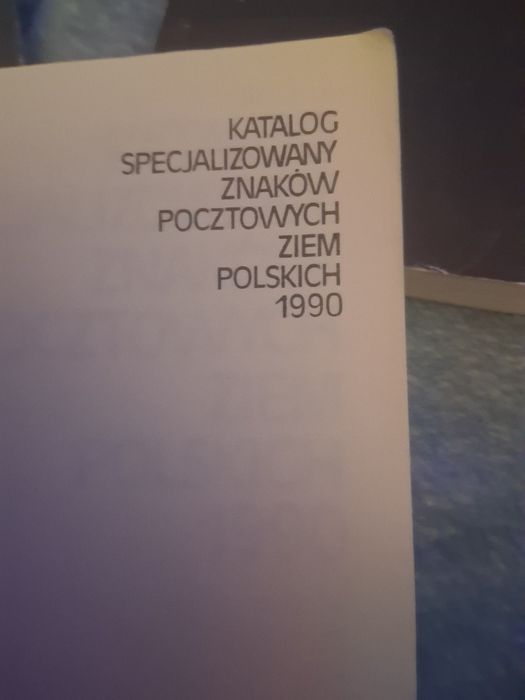 KATALOG
SPECJALIZOWANY
ZNAKÓW
POCZTOWYCH
ZIEM
POLSKICH
1990